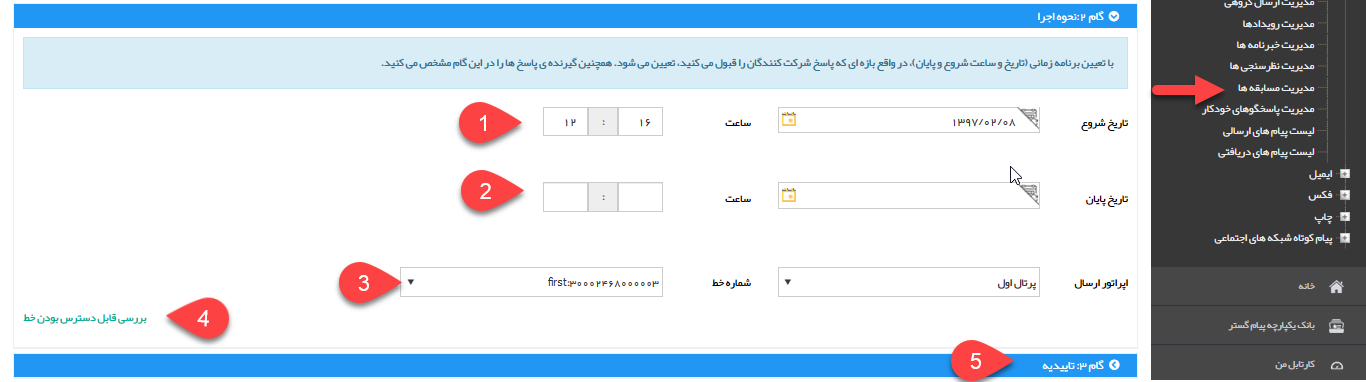 گام ۲:نحوه اجرا
با تعیین برنامه زمانی (تاریخ و ساعت شروع و پایان)، در واقع بازه ای که پاسخ شرکت کنندگان را قبول می کنید، تعیین می شود. همچنین گیرنده ی پاسخ ها را در این گام مشخص می کنید.
تاریخ شروع ۱۳۹۷/۰۲/۰۸ ساعت ۱۶ : ۱۲ 1
تاریخ پایان ساعت : 2
اپراتور ارسال پرتال اول شماره خط first:۳۰۰۰۲۴۶۸۰۰۰۰۰۳ 3
بررسی قابل دسترس بودن خط 4
گام ۳: تاییدیه 5
مدیریت ارسال گروهی
مدیریت رویدادها
مدیریت خبرنامه ها
مدیریت نظرسنجی ها
مدیریت مسابقه ها
مدیریت پاسخگوهای خودکار
لیست پیام های ارسالی
لیست پیام های دریافتی
ایمیل
فکس
چاپ
پیام کوتاه شبکه های اجتماعی
خانه
بانک یکپارچه پیام گستر
کارتابل من